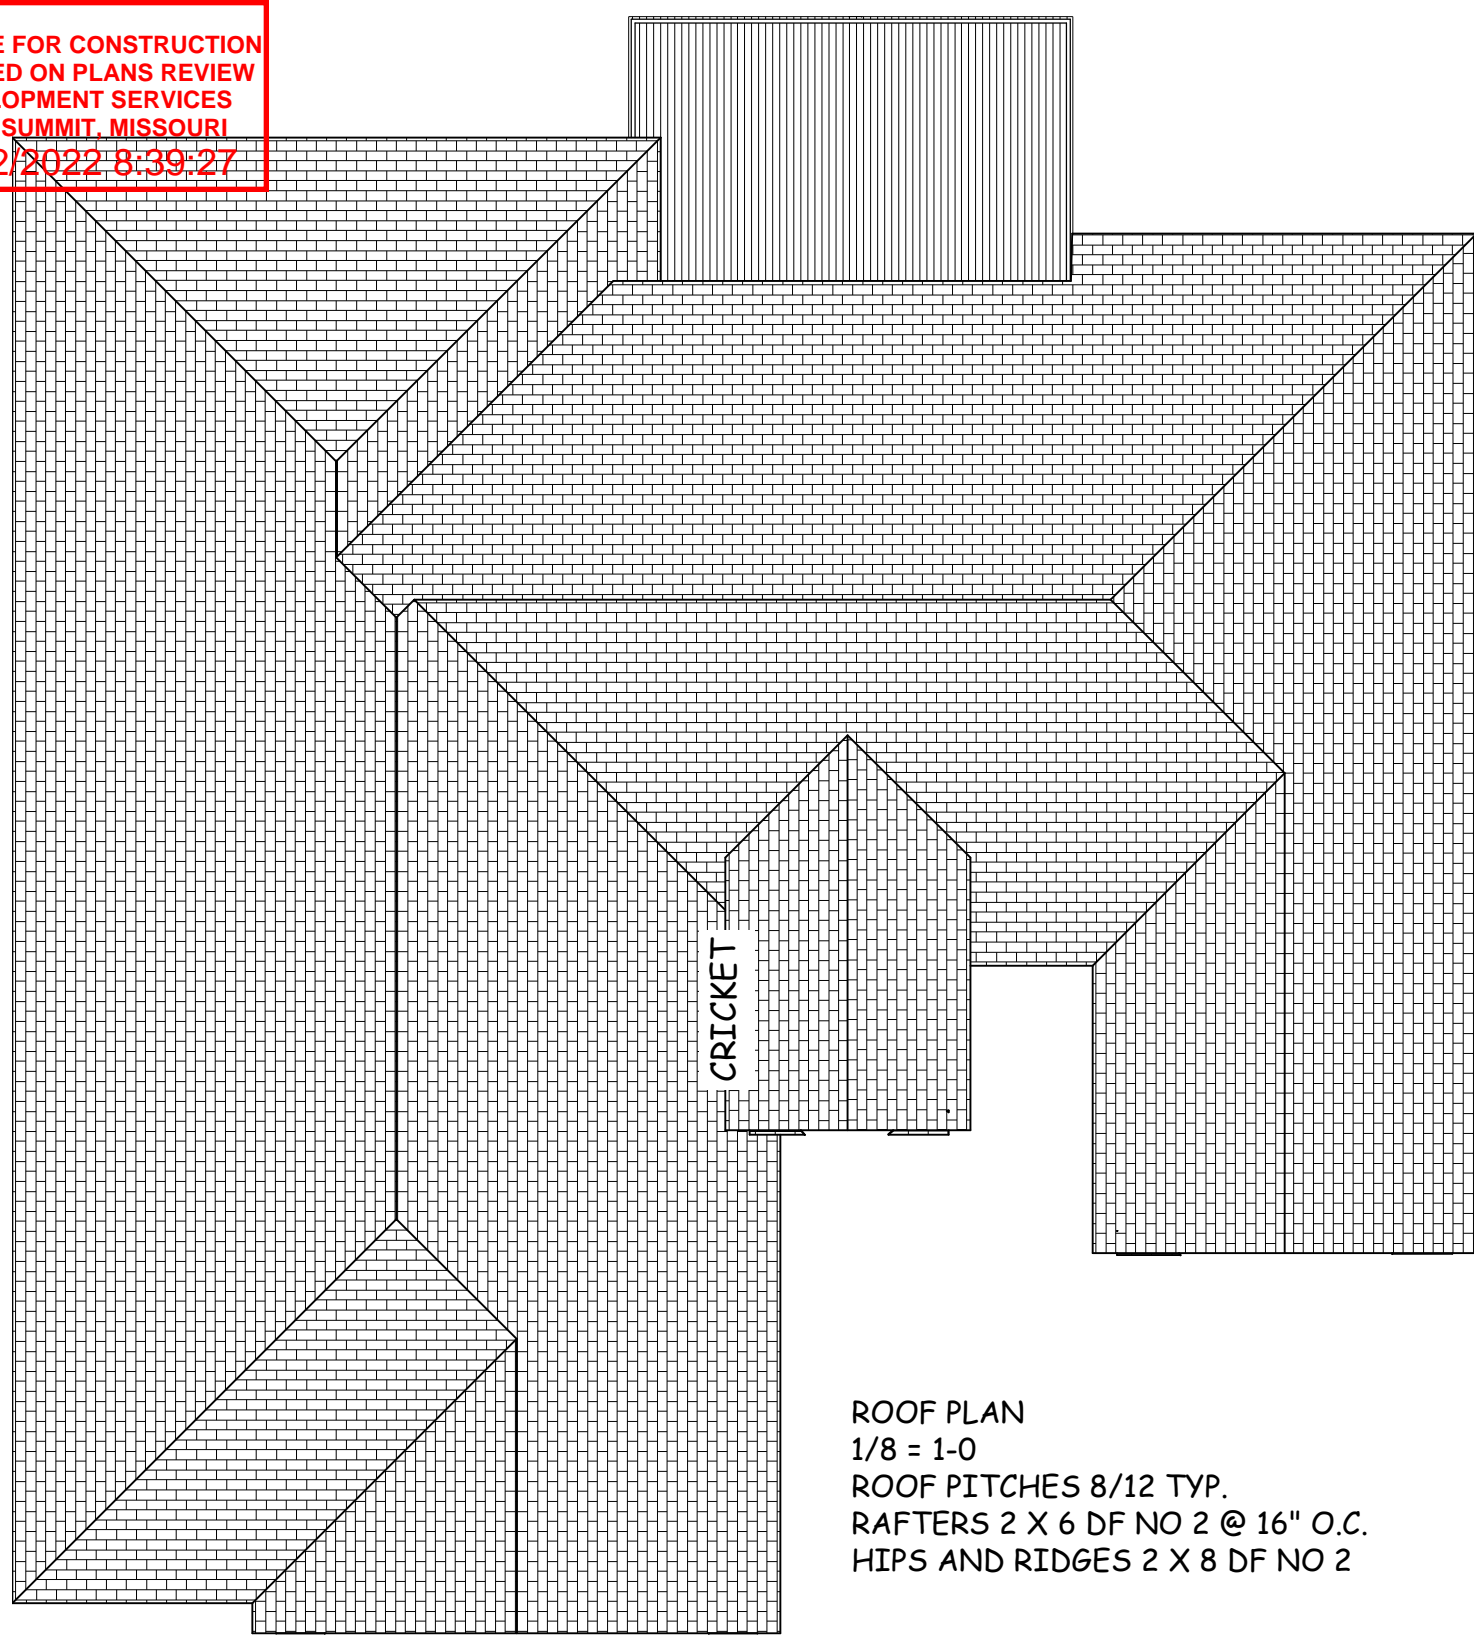 FOR CONSTRUCTION
ON PLANS REVIEW
SERVICES
SUMMIT, MISSOURI
2/2022 8:39:27
CRICKET
ROOF PLAN
1/8 = 1-0
ROOF PITCHES 8/12 TYP.
RAFTERS 2 X 6 DF NO 2 @ 16" O.C.
HIPS AND RIDGES 2 X 8 DF NO 2